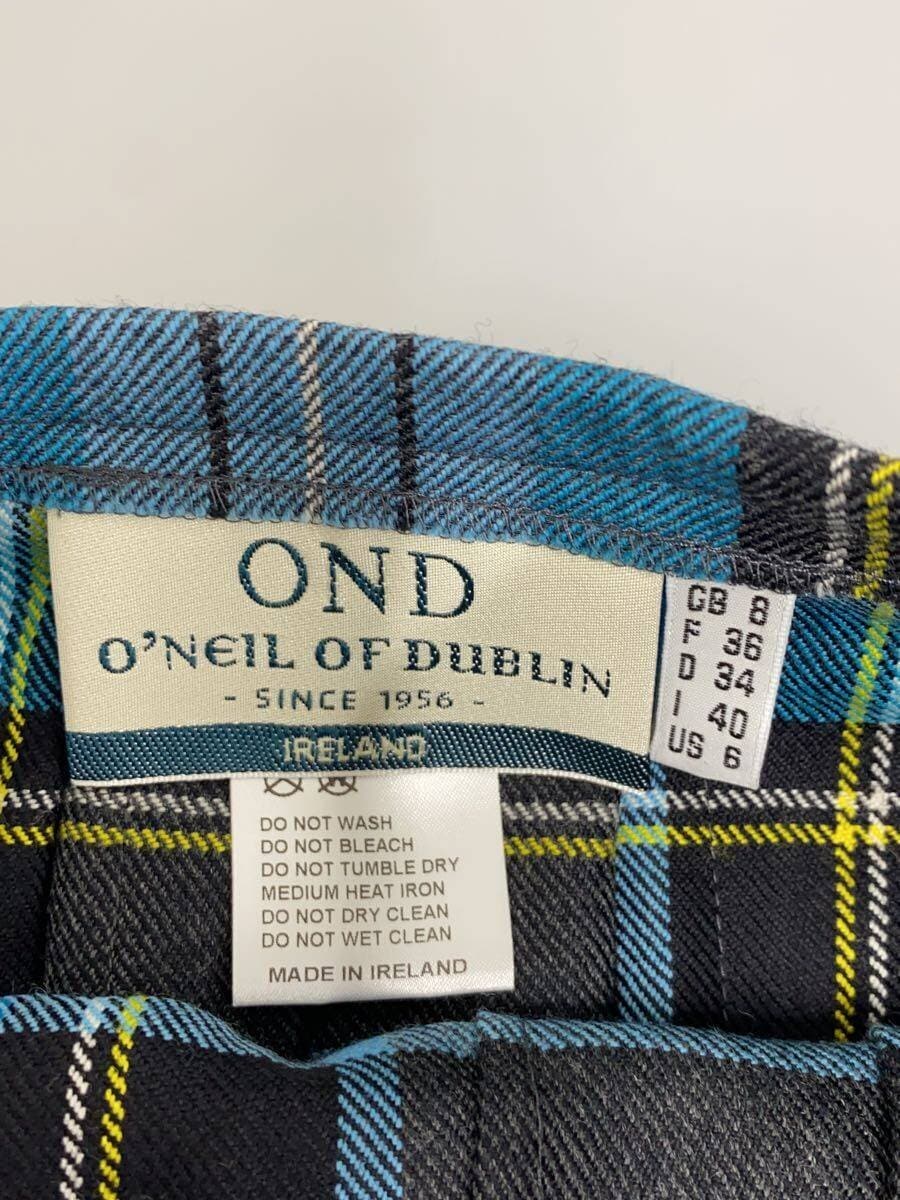 OND
O'NEIL OF DUBLIN
- SINCE 1956 -
IRELAND
GB 8
F 36
D 34
I 40
US 6
DO NOT WASH
DO NOT BLEACH
DO NOT TUMBLE DRY
MEDIUM HEAT IRON
DO NOT DRY CLEAN
DO NOT WET CLEAN
MADE IN IRELAND